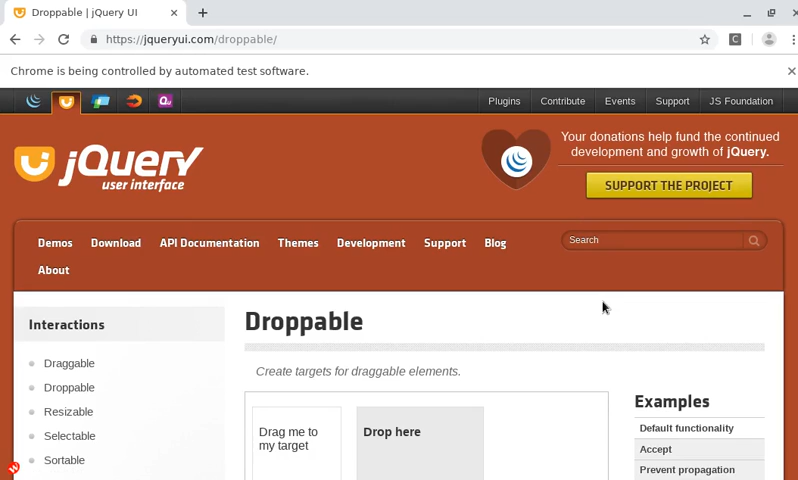 Droppable | jQuery UI
https://jqueryui.com/droppable/
C
Chrome is being controlled by automated test software.
Plugins Contribute Events Support JS Foundation
jQuery
user interface
Your donations help fund the continued
development and growth of jQuery.
SUPPORT THE PROJECT
Demos Download API Documentation Themes Development Support Blog
About
Search
Interactions
Draggable
Droppable
Resizable
Selectable
Sortable
Droppable
Create targets for draggable elements.
Drag me to
my target
Drop here
Examples
Default functionality
Accept
Prevent propagation